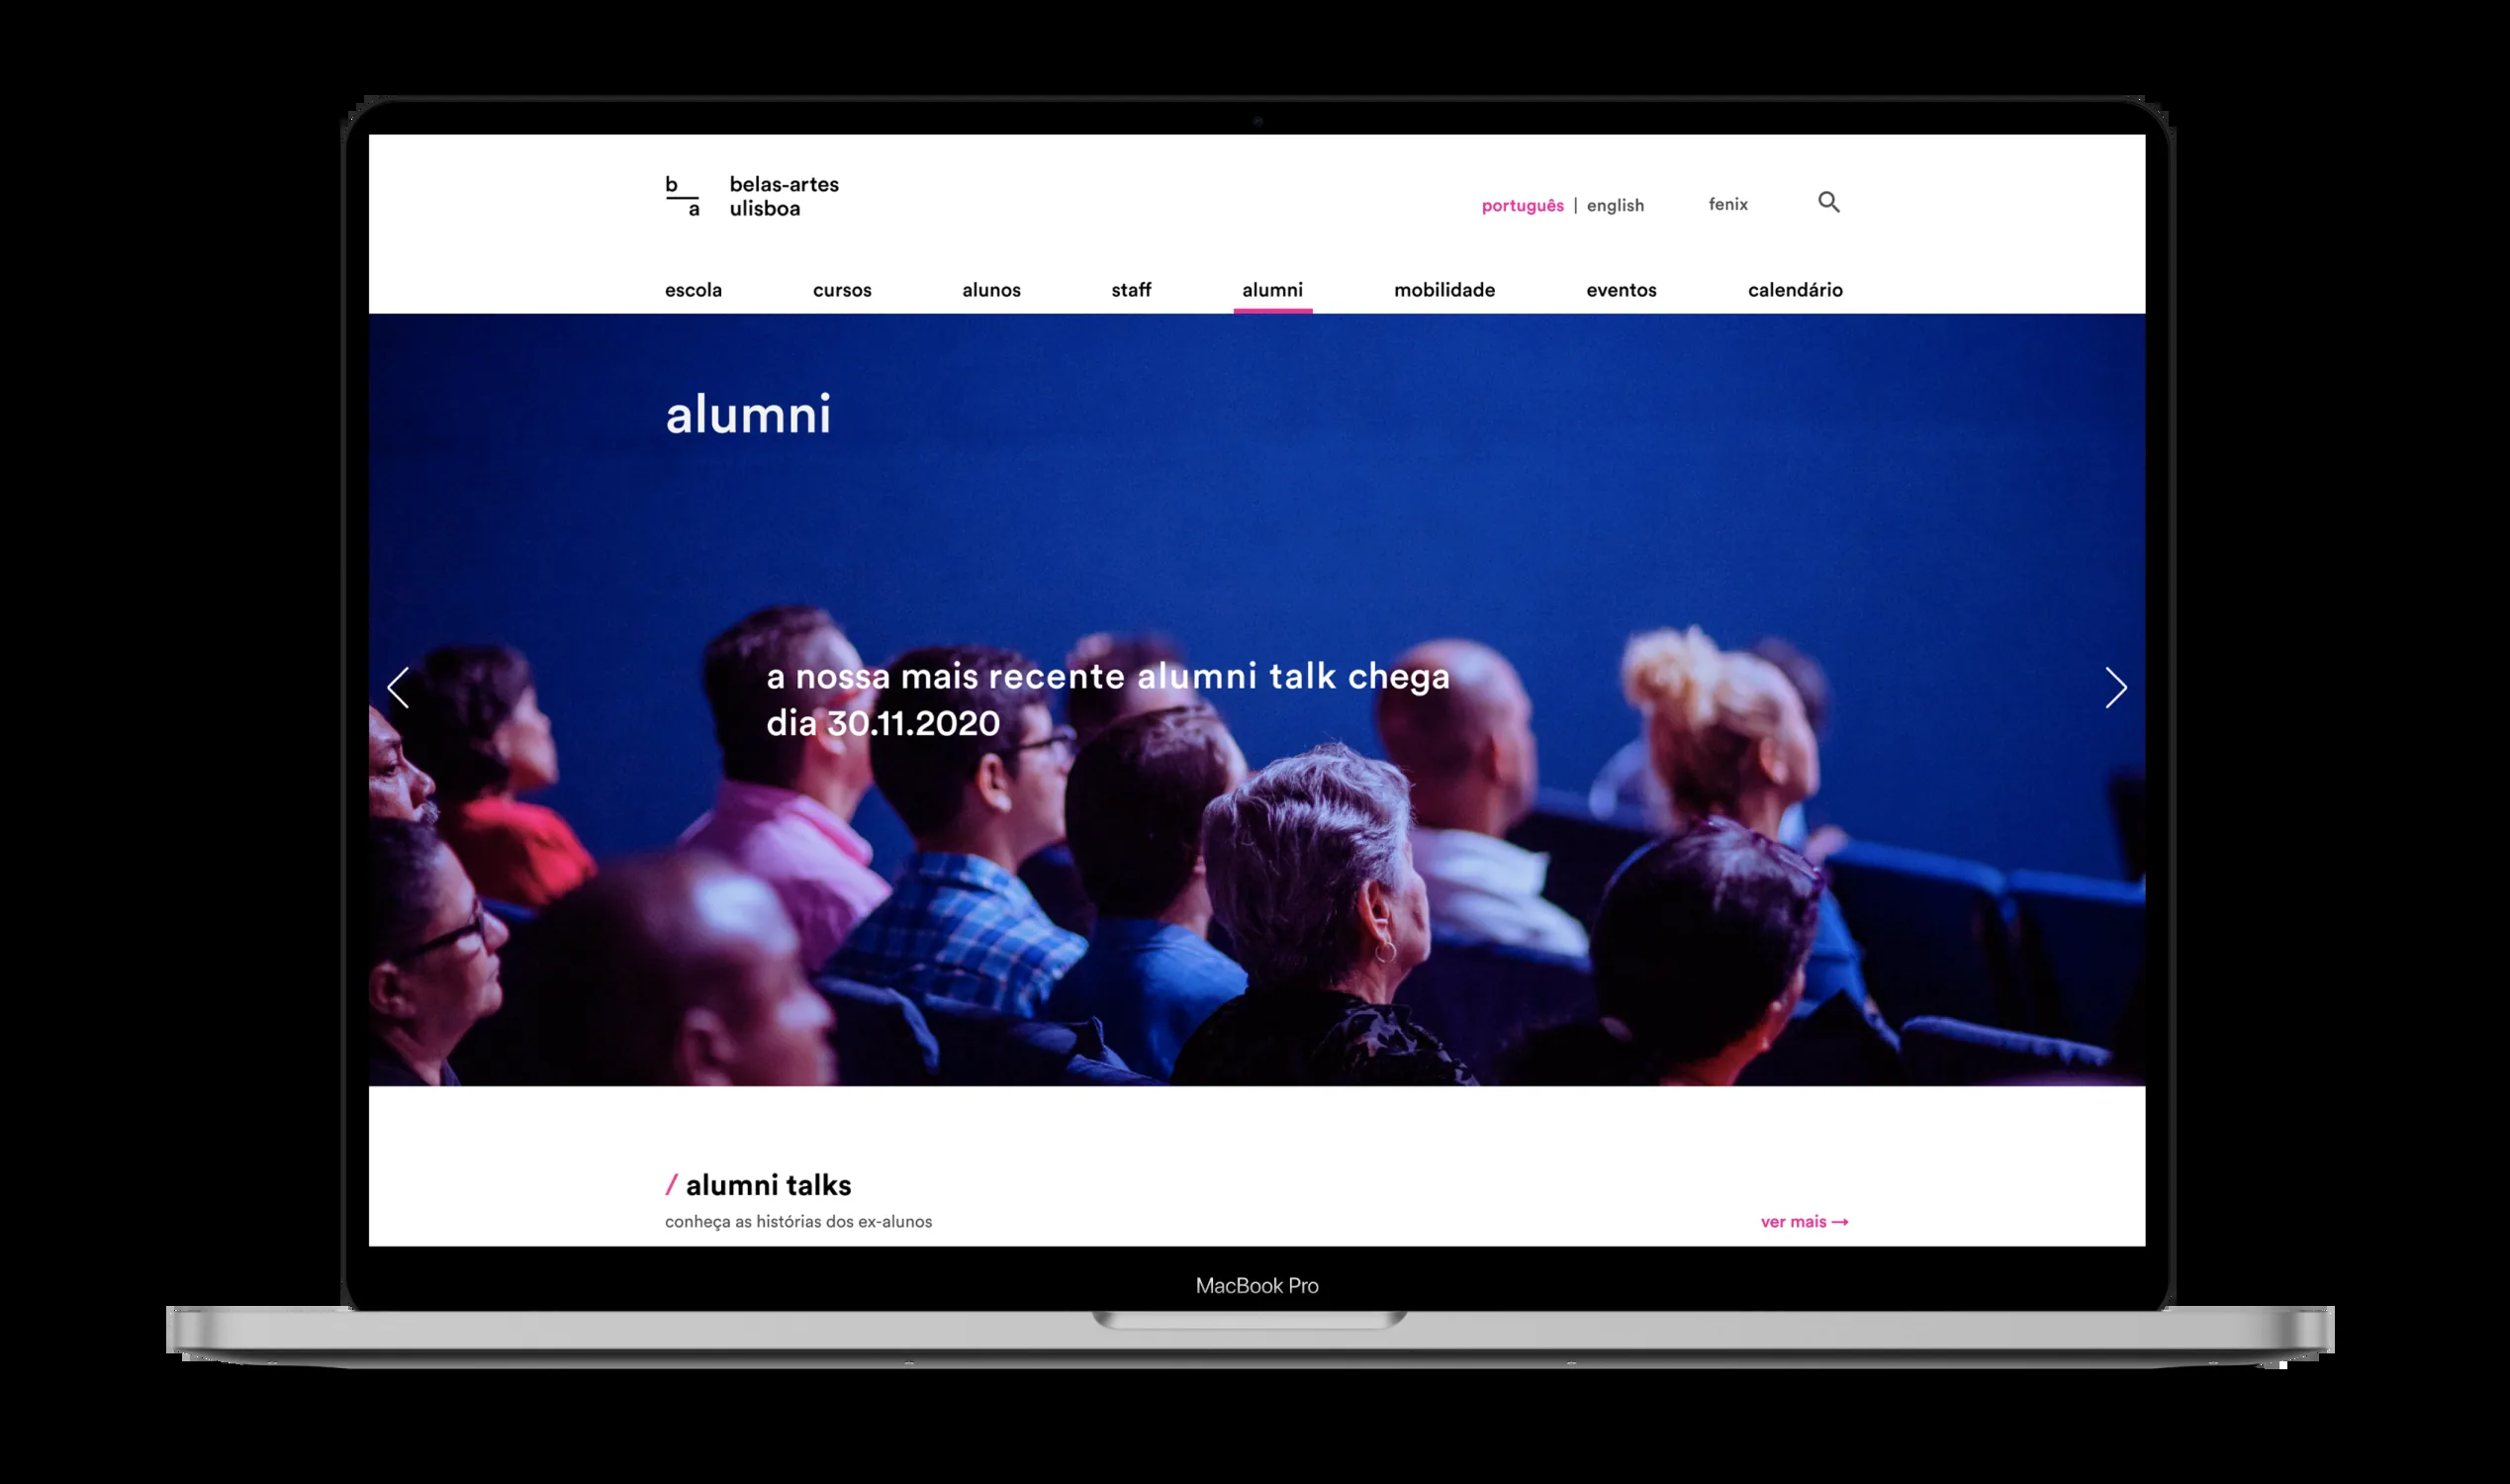 b
a
belas-artes
ulisboa
português | english
fenix
escola
cursos
alunos
staff
alumni
mobilidade
eventos
calendário
alumni
a nossa mais recente alumni talk chega
dia 30.11.2020
/ alumni talks
conheça as histórias dos ex-alunos
ver mais →
MacBook Pro